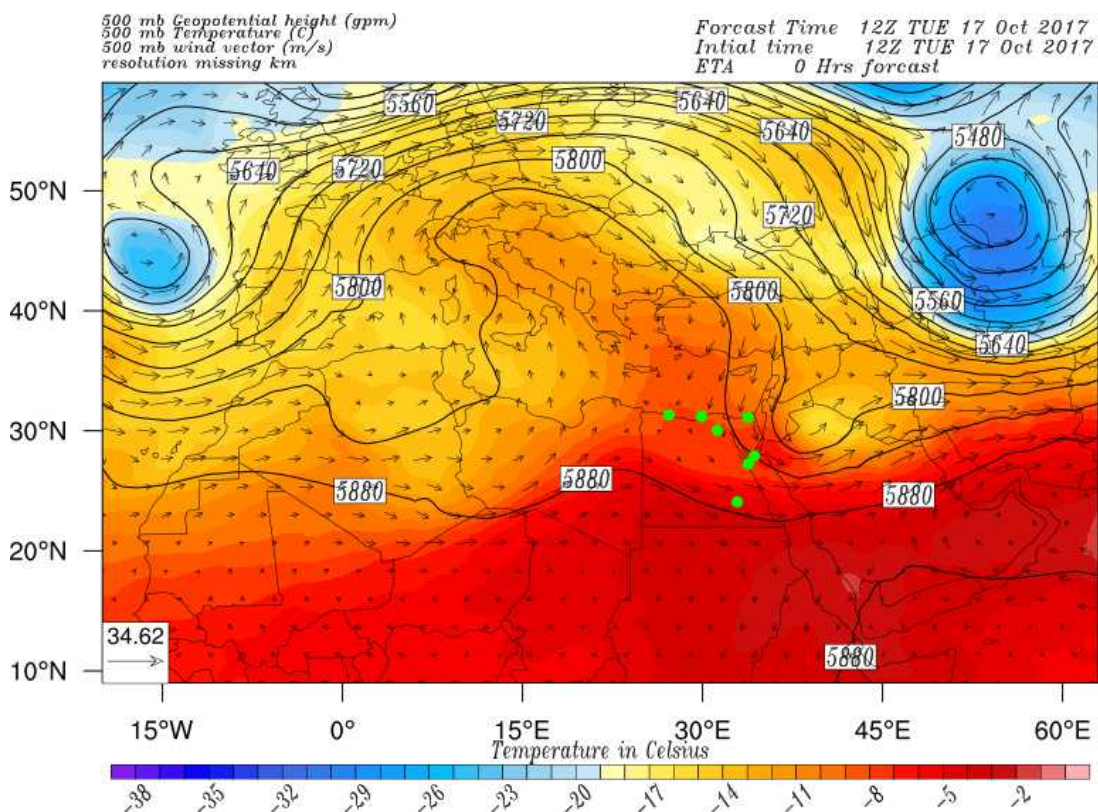 500 mb Geopotential height (gpm)
500 mb Temperature (C)
500 mb wind vector (m/s)
resolution missing km
Forcast Time 12Z TUE 17 Oct 2017
Intial time 12Z TUE 17 Oct 2017
ETA 0 Hrs forcast
5560
5640
5720
5640
5480
5800
5640
5720
50°N
5720
5800
5800
5560
40°N
5640
5800
30°N
5880
5880
5880
20°N
34.62
5880
10°N
15°W 0° 15°E 30°E 45°E 60°E
Temperature in Celsius
-38 -35 -32 -29 -26 -23 -20 -17 -14 -11 -8 -5 -2